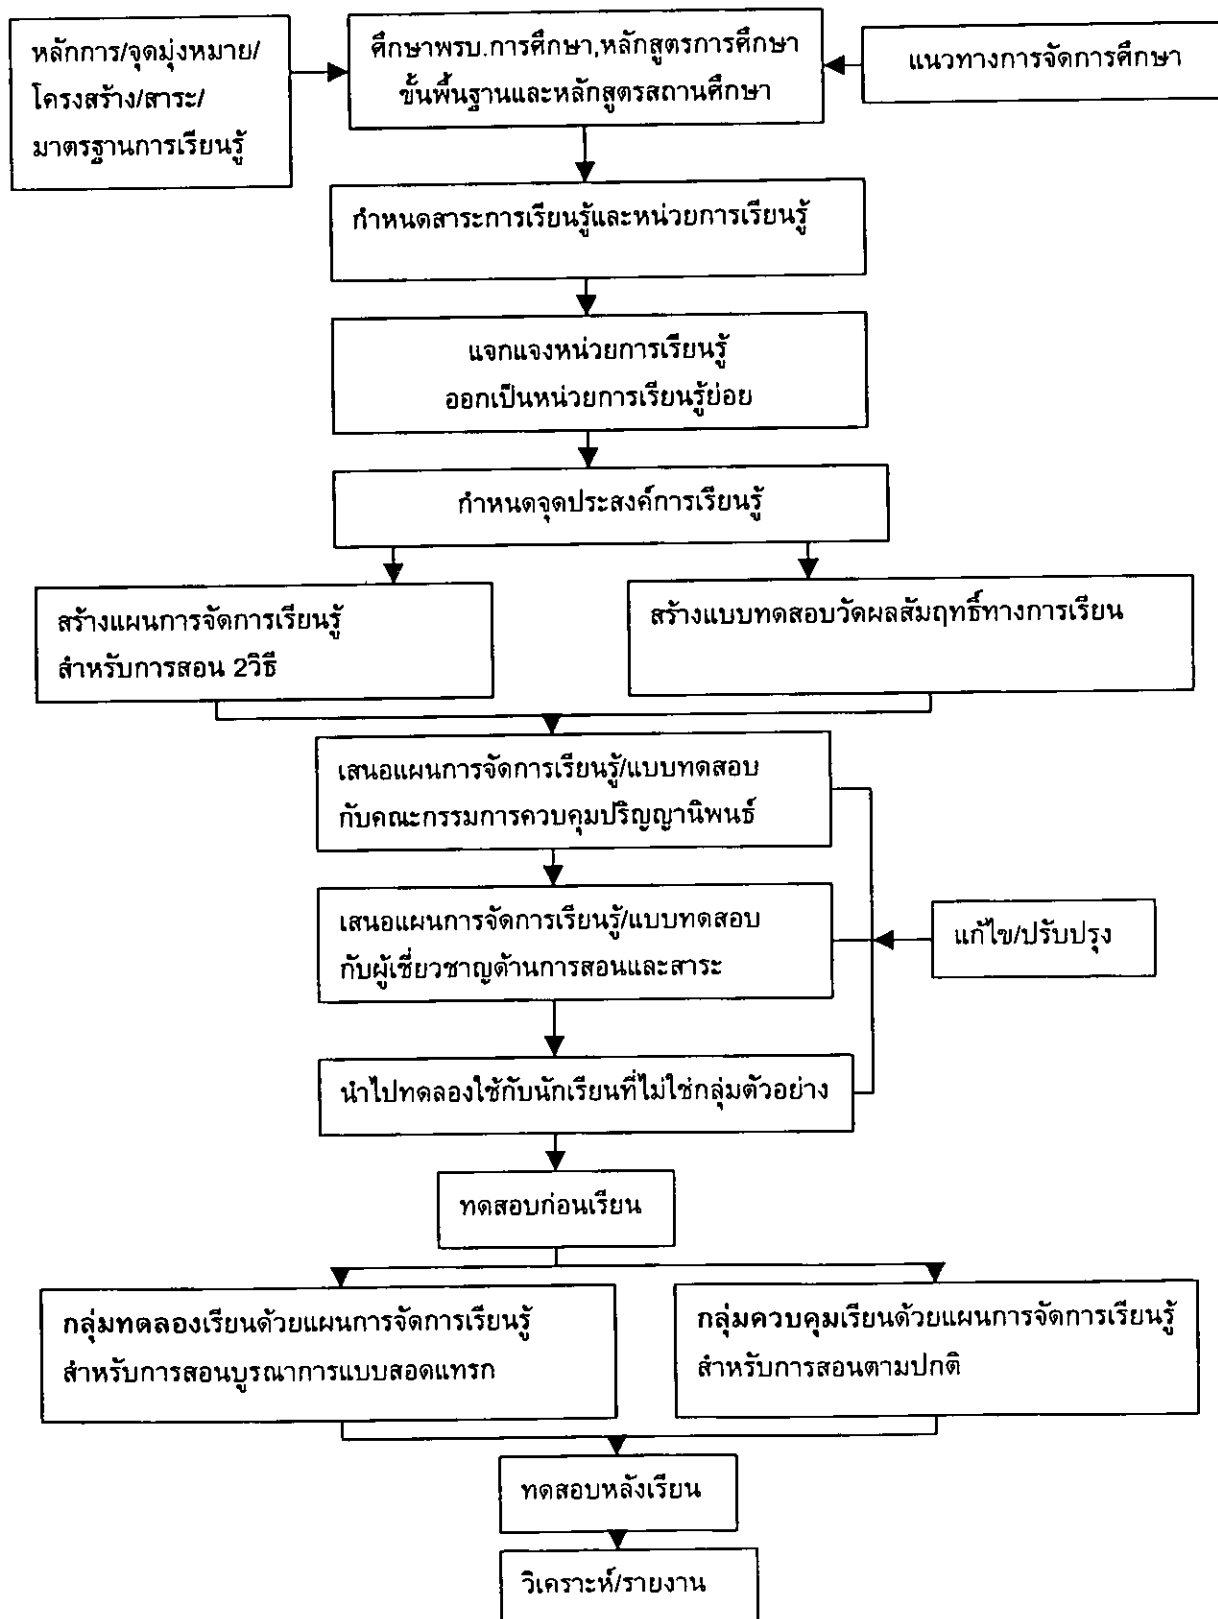 หลักการ/จุดมุ่งหมาย/
โครงสร้าง/สาระ/
มาตรฐานการเรียนรู้
ศึกษาพรบ.การศึกษา,หลักสูตรการศึกษา
ขั้นพื้นฐานและหลักสูตรสถานศึกษา
แนวทางการจัดการศึกษา
กำหนดสาระการเรียนรู้และหน่วยการเรียนรู้
แจกแจงหน่วยการเรียนรู้
ออกเป็นหน่วยการเรียนรู้ย่อย
กำหนดจุดประสงค์การเรียนรู้
สร้างแผนการจัดการเรียนรู้
สำหรับการสอน 2วิธี
สร้างแบบทดสอบวัดผลสัมฤทธิ์ทางการเรียน
เสนอแผนการจัดการเรียนรู้/แบบทดสอบ
กับคณะกรรมการควบคุมปริญญานิพนธ์
เสนอแผนการจัดการเรียนรู้/แบบทดสอบ
กับผู้เชี่ยวชาญด้านการสอนและสาระ
แก้ไข/ปรับปรุง
นำไปทดลองใช้กับนักเรียนที่ไม่ใช่กลุ่มตัวอย่าง
ทดสอบก่อนเรียน
กลุ่มทดลองเรียนด้วยแผนการจัดการเรียนรู้
สำหรับการสอนบูรณาการแบบสอดแทรก
กลุ่มควบคุมเรียนด้วยแผนการจัดการเรียนรู้
สำหรับการสอนตามปกติ
ทดสอบหลังเรียน
วิเคราะห์/รายงาน